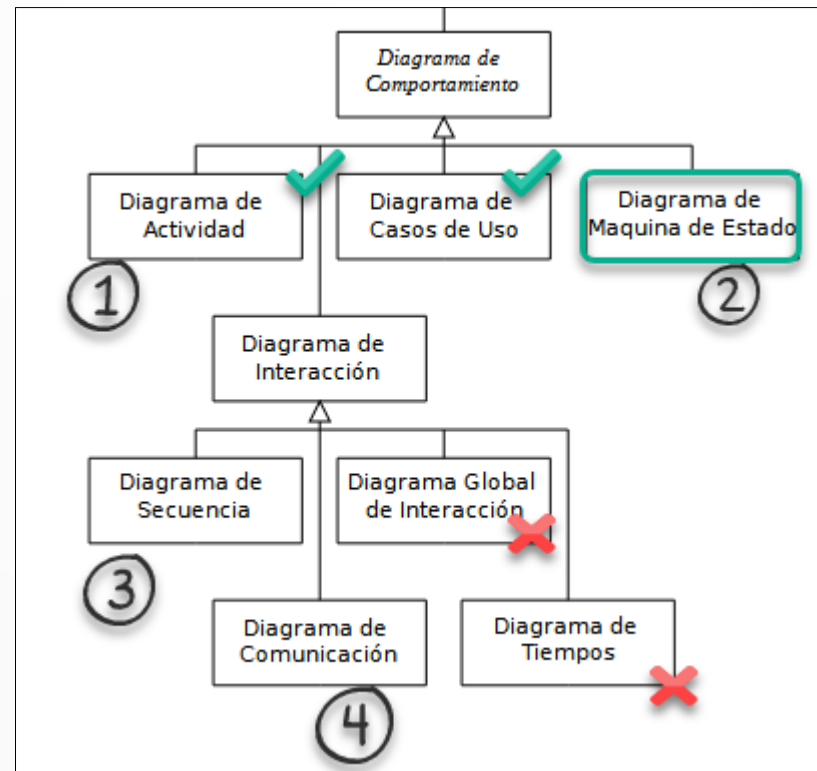 Diagrama de
Comportamiento
Diagrama de
Actividad
Diagrama de
Casos de Uso
Diagrama de
Maquina de Estado
1
2
Diagrama de
Interacción
Diagrama de
Secuencia
Diagrama Global
de Interacción
3
Diagrama de
Comunicación
Diagrama de
Tiempos
4